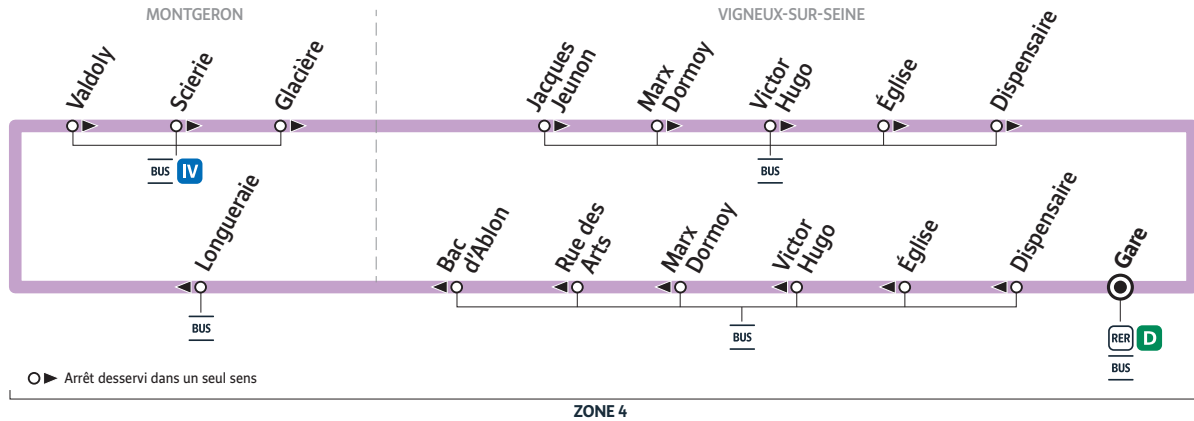 MONTGERON
VIGNEUX-SUR-SEINE
Valdoly
Scierie
Glacière
Jacques
Jeunon
Marx
Dormoy
Victor
Hugo
Église
Dispensaire
BUS IV
BUS
Longueraie
Bac
d'Ablon
Rue des
Arts
Marx
Dormoy
Victor
Hugo
Église
Dispensaire
Gare
BUS
BUS
RER D
BUS
Arrêt desservi dans un seul sens
ZONE 4